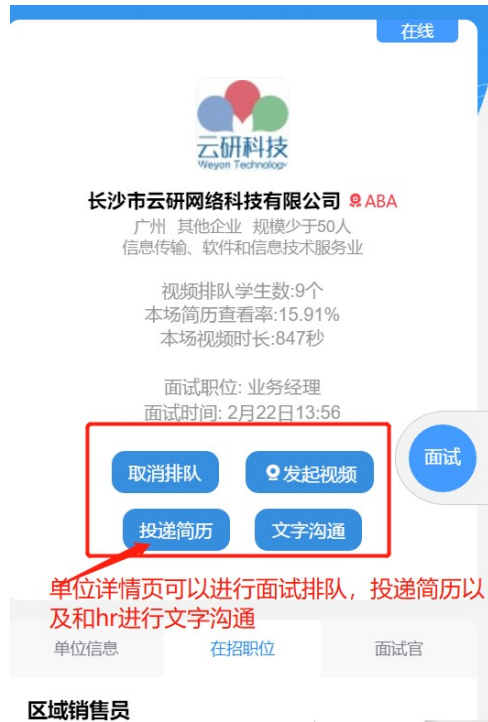 在线
云研科技
Weyon Technology
长沙市云研网络科技有限公司 ABA
广州 其他企业 规模少于50人
信息传输、软件和信息技术服务业
视频排队学生数:9个
本场简历查看率:15.91%
本场视频时长:847秒
面试职位: 业务经理
面试时间: 2月22日13:56
面试
取消排队 发起视频
投递简历 文字沟通
单位详情页可以进行面试排队，投递简历以
及和hr进行文字沟通
单位信息 在招职位 面试官
区域销售员